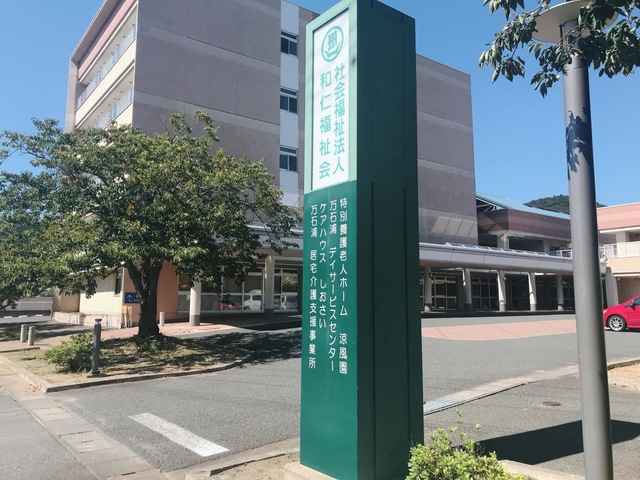 社会福祉法人
和仁福祉会
特別養護老人ホーム 涼風園
万石浦 デイサービスセンター
ケアハウス しおさい
万石浦 居宅介護支援事業所